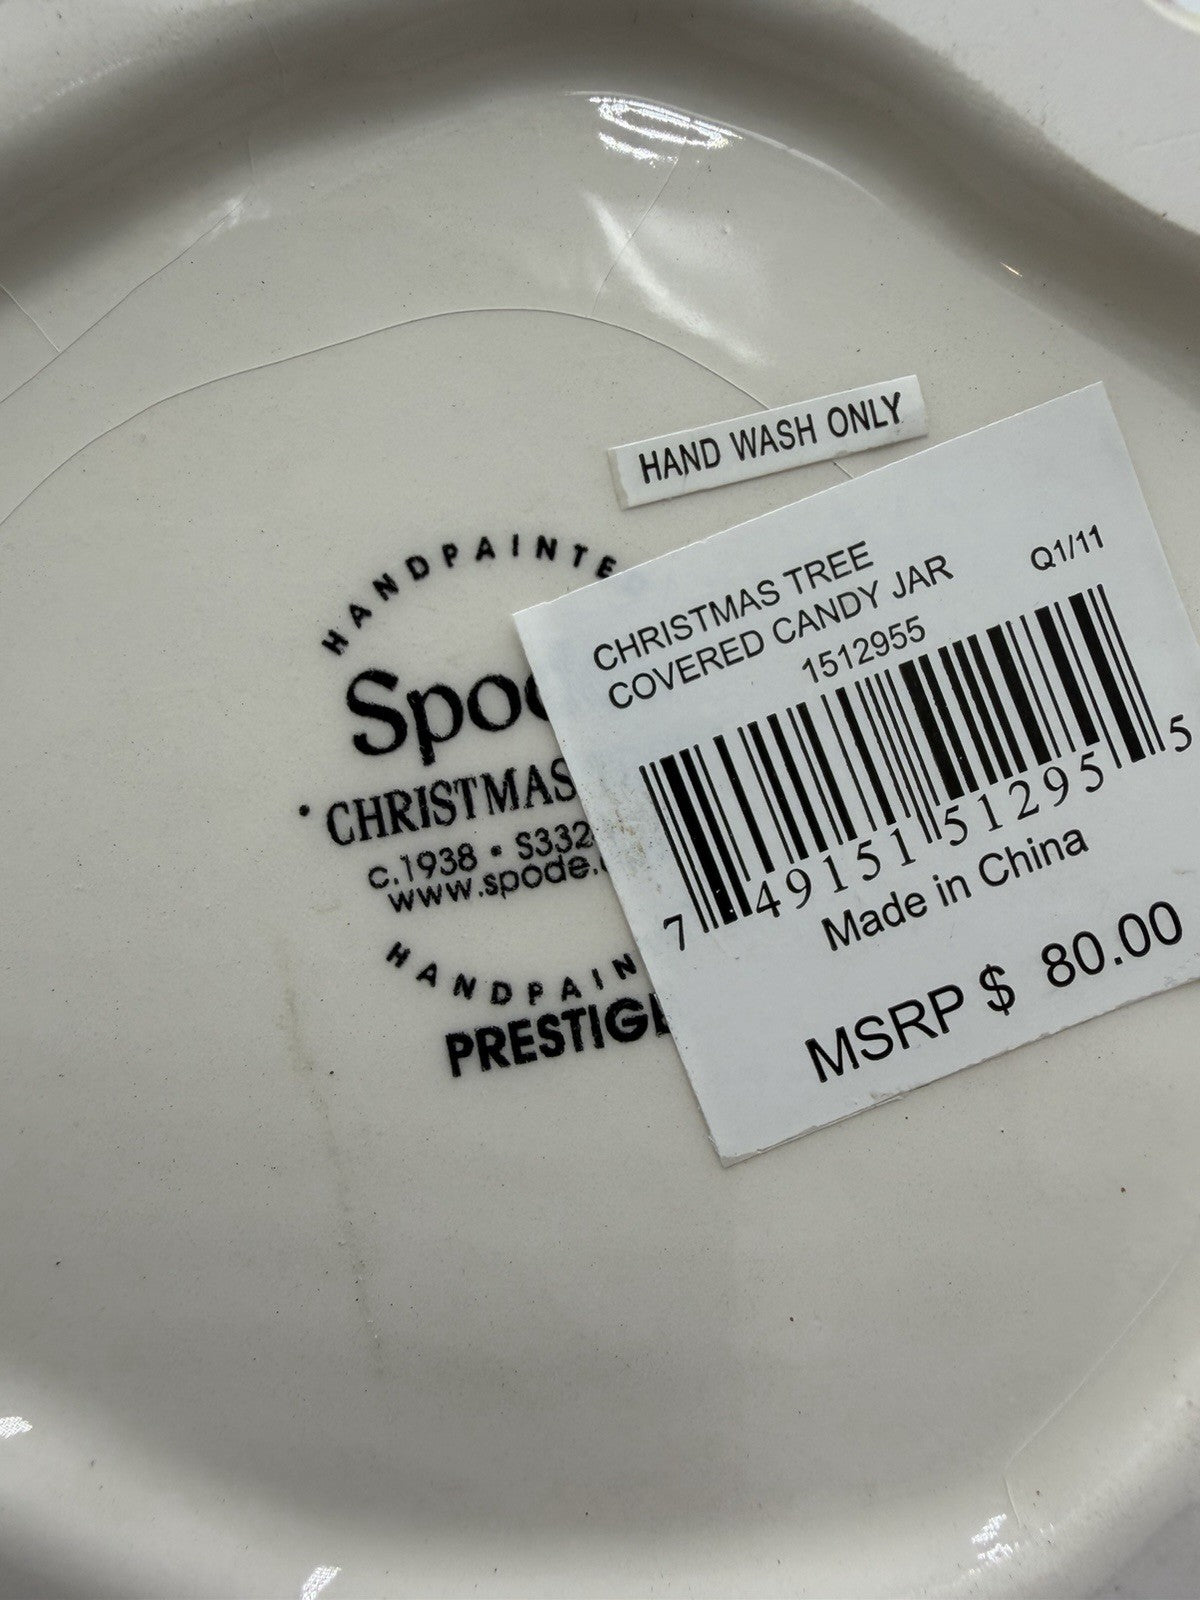 HAND WASH ONLY
HANDPAINTE
Spod
• CHRISTMAS
c.1938 • S332
www.spode.
HANDPAIN
PRESTIGE
CHRISTMAS TREE
COVERED CANDY JAR
Q1/11
1512955
7 49151 51295 5
Made in China
MSRP $ 80.00